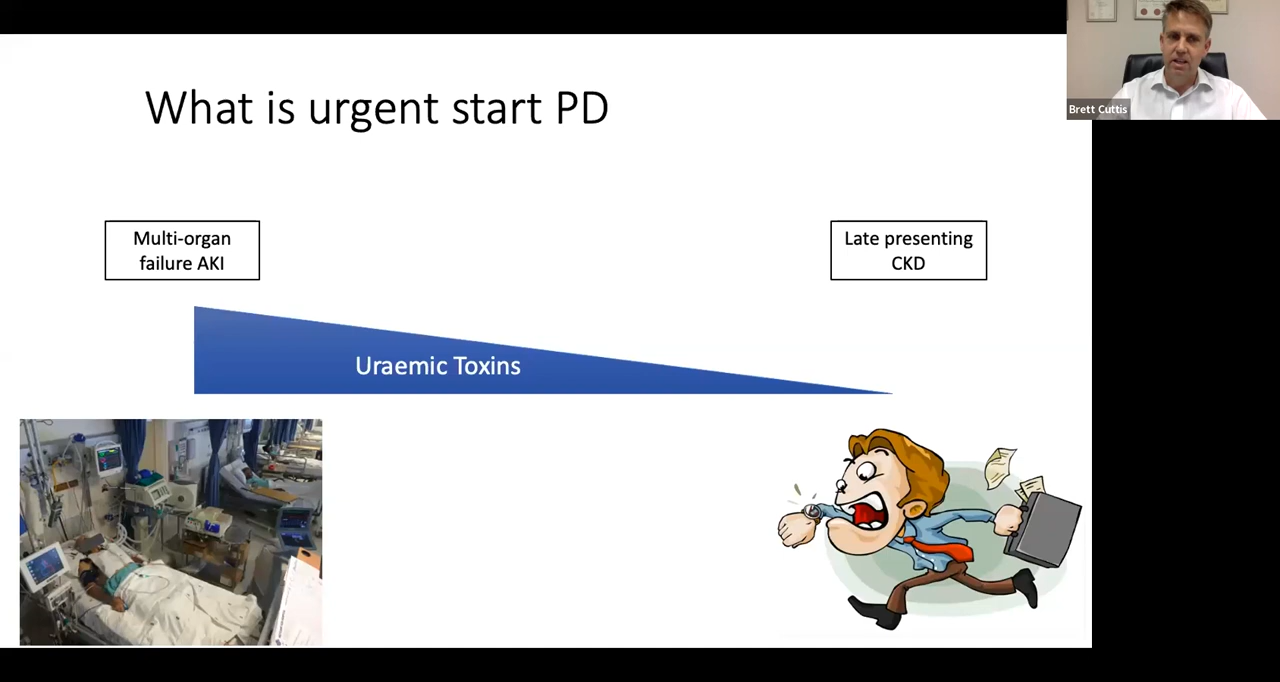 What is urgent start PD
Brett Cuttis
Multi-organ
failure AKI
Late presenting
CKD
Uraemic Toxins